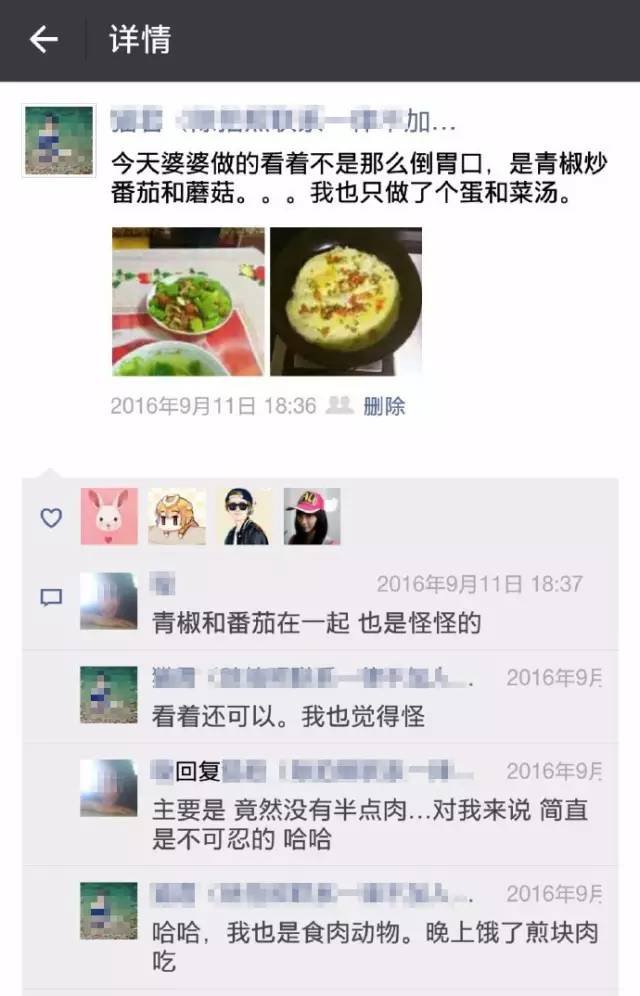 详情
加...
今天婆婆做的看着不是那么倒胃口，是青椒炒
番茄和蘑菇。。。我也只做了个蛋和菜汤。
2016年9月11日 18:36 删除
2016年9月11日 18:37
青椒和番茄在一起 也是怪怪的
2016年9月
看着还可以。我也觉得怪
回复 2016年9月
主要是 竟然没有半点肉...对我来说 简直
是不可忍的 哈哈
2016年9月
哈哈，我也是食肉动物。晚上饿了煎块肉
吃